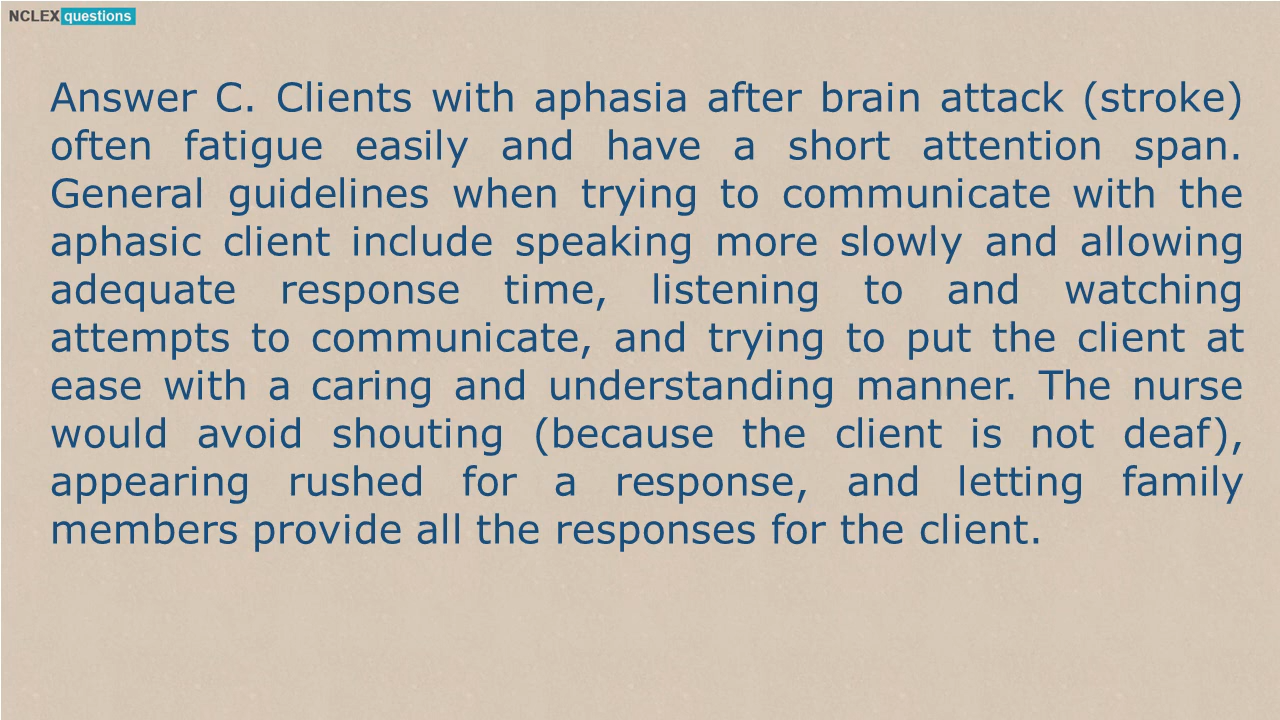 NCLEX questions
Answer C. Clients with aphasia after brain attack (stroke)
often fatigue easily and have a short attention span.
General guidelines when trying to communicate with the
aphasic client include speaking more slowly and allowing
adequate response time, listening to and watching
attempts to communicate, and trying to put the client at
ease with a caring and understanding manner. The nurse
would avoid shouting (because the client is not deaf),
appearing rushed for a response, and letting family
members provide all the responses for the client.